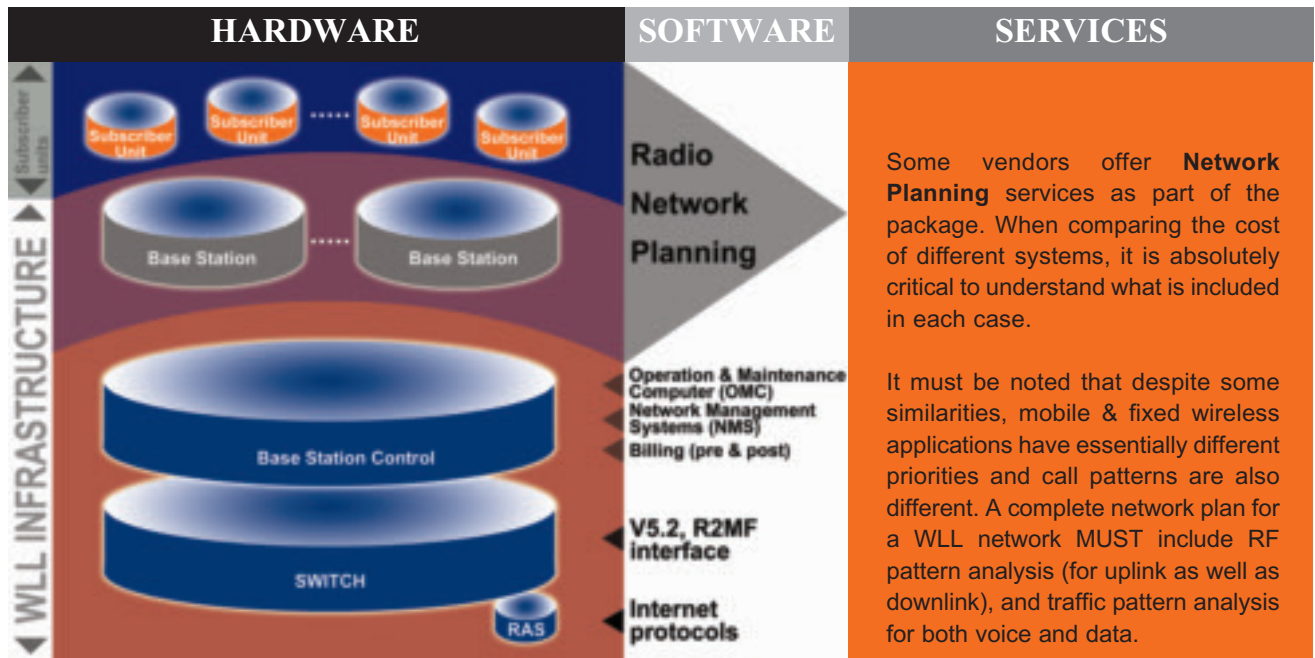 HARDWARE
SOFTWARE
SERVICES
Subscriber
units
WLL INFRASTRUCTURE
Subscriber
Unit
Subscriber
Unit
.....
Subscriber
Unit
Subscriber
Unit
Base Station
.....
Base Station
Base Station Control
SWITCH
RAS
Radio
Network
Planning
Operation & Maintenance
Computer (OMC)
Network Management
Systems (NMS)
Billing (pre & post)
V5.2, R2MF
interface
Internet
protocols
Some vendors offer Network
Planning services as part of the
package. When comparing the cost
of different systems, it is absolutely
critical to understand what is included
in each case.
It must be noted that despite some
similarities, mobile & fixed wireless
applications have essentially different
priorities and call patterns are also
different. A complete network plan for
a WLL network MUST include RF
pattern analysis (for uplink as well as
downlink), and traffic pattern analysis
for both voice and data.